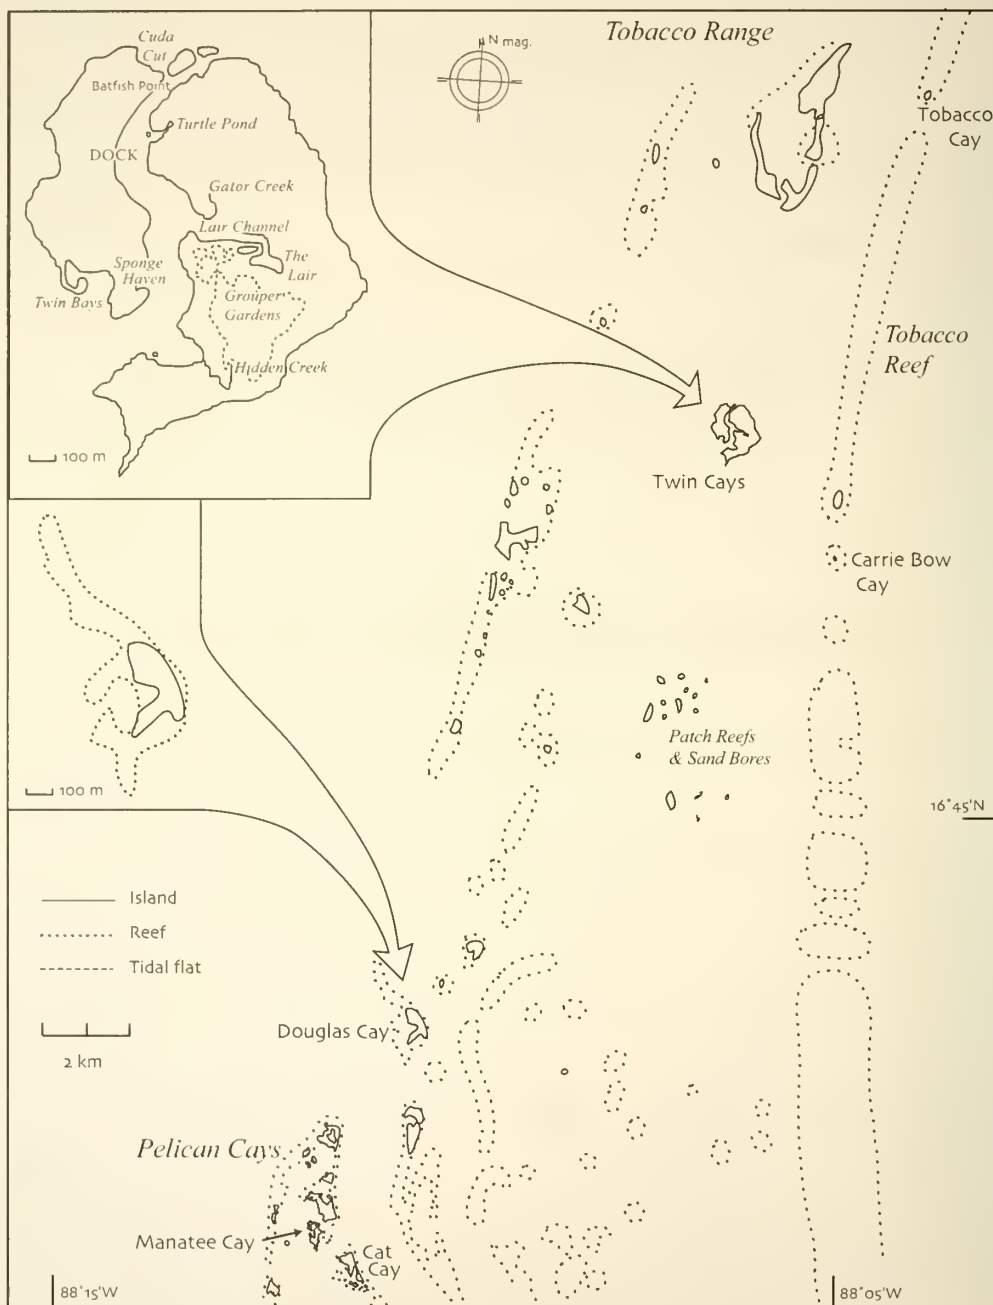 Cuda
Cut
Batfish Point
Turtle Pond
DOCK
Gator Creek
Lair Channel
The
Lair
Sponge
Haven
Twin Bays
Grouper
Gardens
Hidden Creek
100 m
N mag.
Tobacco Range
Tobacco
Cay
Tobacco
Reef
Twin Cays
Carrie Bow
Cay
Patch Reefs
& Sand Bores
16°45'N
100 m
Island
Reef
Tidal flat
2 km
Douglas Cay
Pelican Cays
Manatee Cay
Cat
Cay
88°15'W
88°05'W